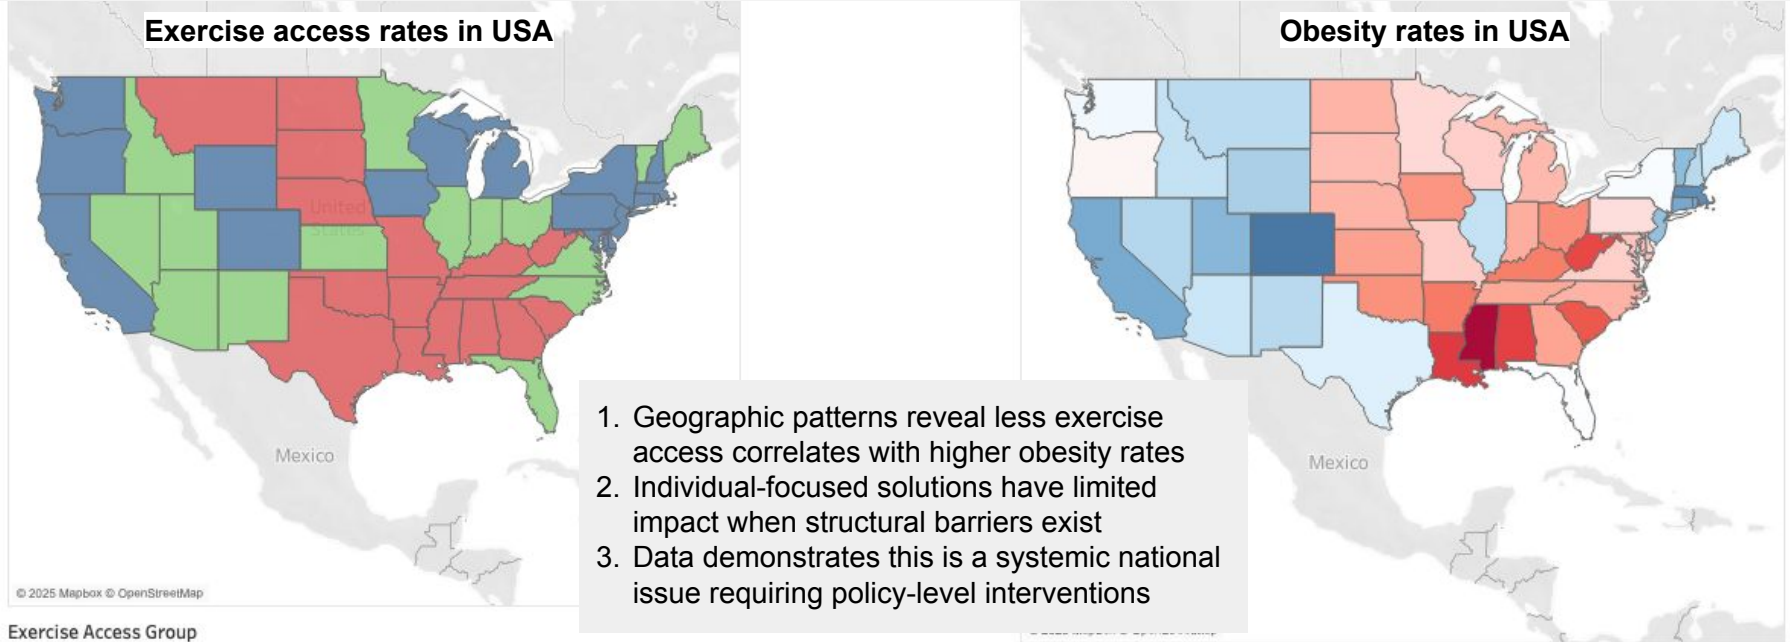 Exercise access rates in USA
Obesity rates in USA
United
States
Mexico
Mexico
1. Geographic patterns reveal less exercise
access correlates with higher obesity rates
2. Individual-focused solutions have limited
impact when structural barriers exist
3. Data demonstrates this is a systemic national
issue requiring policy-level interventions
© 2025 Mapbox © OpenStreetMap
Exercise Access Group